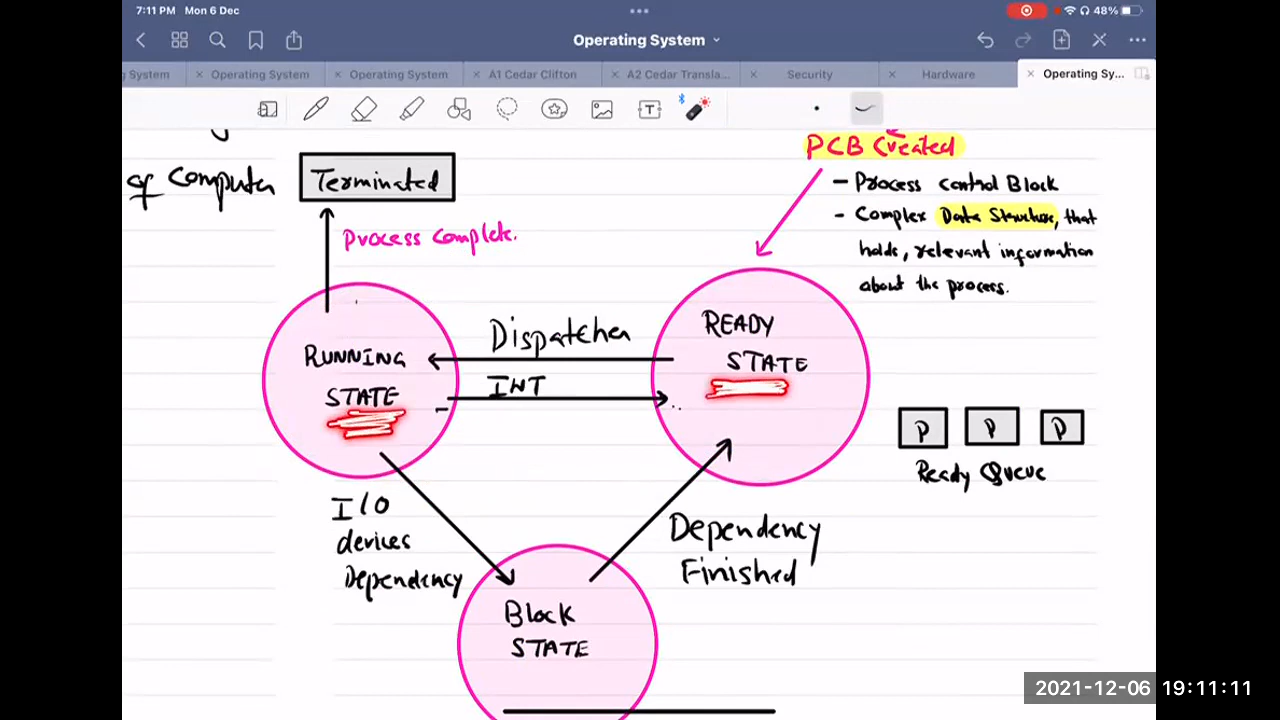 7:11 PM Mon 6 Dec
48%
Operating System
g System
Operating System
Operating System
A1 Cedar Clifton
A2 Cedar Transla...
Security
Hardware
Operating Sy...
of Computer
Terminated
Process Complete.
PCB Created
- Process Control Block
- Complex Data Structure, that
holds, relevant information
about the process.
RUNNING
STATE
Dispatcher
INT
READY
STATE
P P P
Ready Queue
I/O
devices
Dependency
Dependency
Finished
Block
STATE
2021-12-06 19:11:11